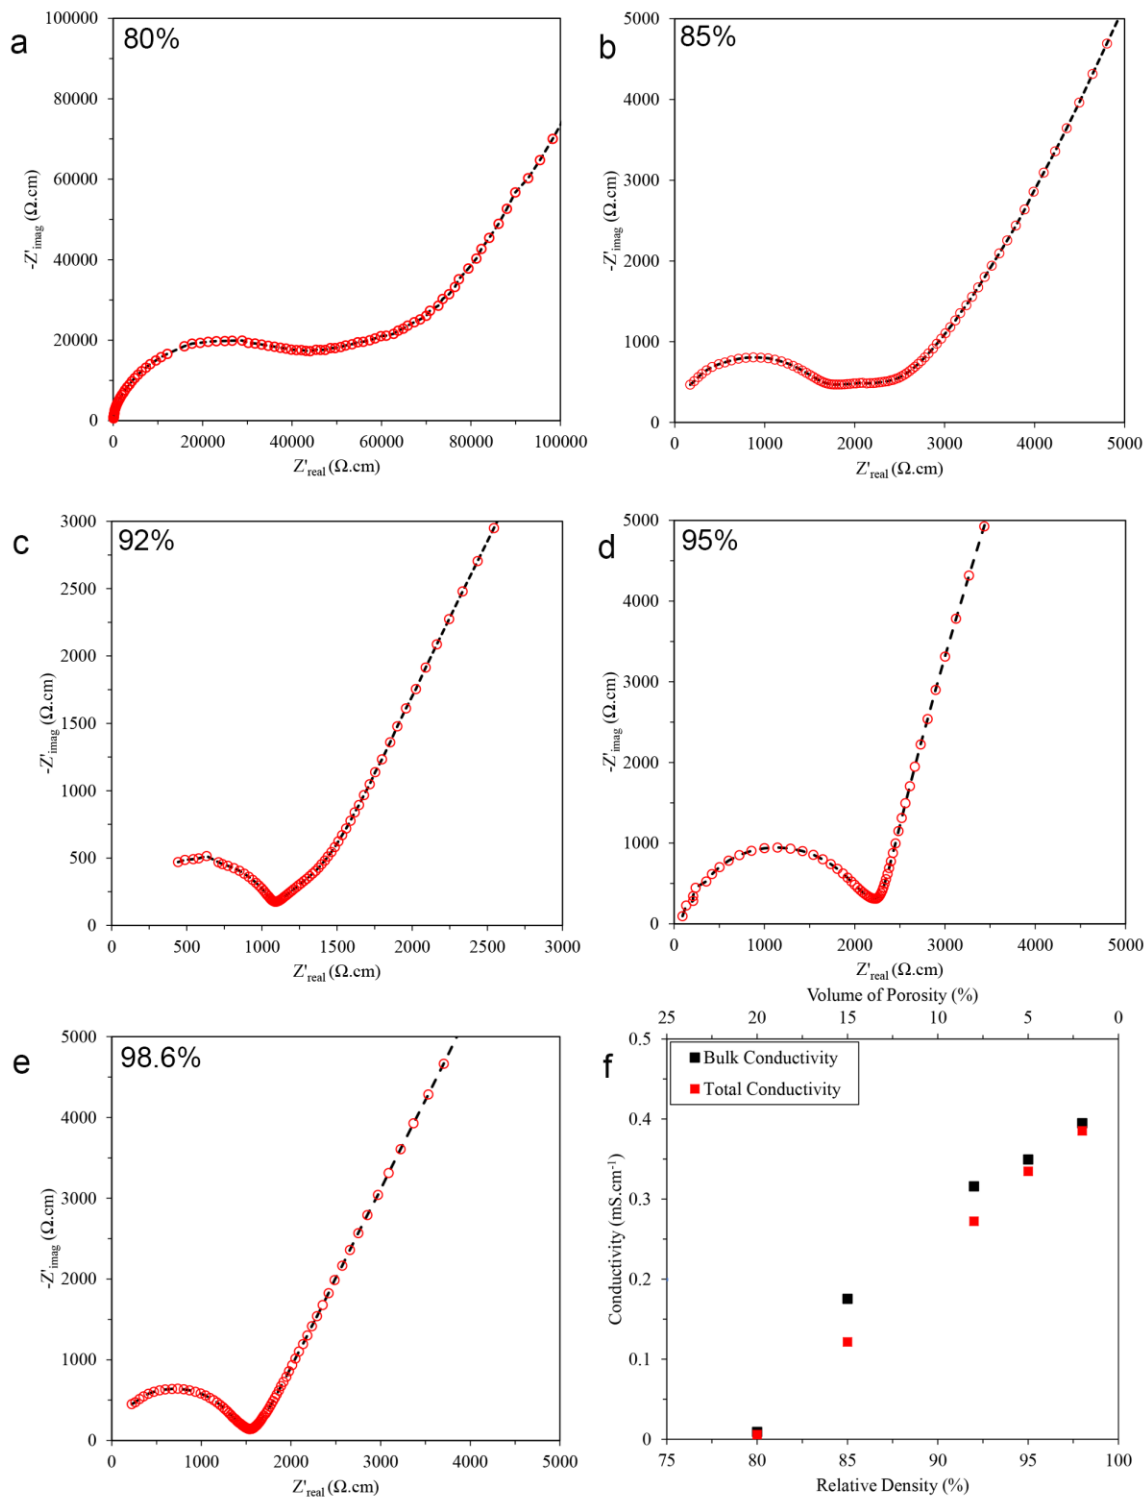 a
80%
100000
80000
60000
40000
20000
0
-Z'imag (Ω.cm)
0 20000 40000 60000 80000 100000
Z'real (Ω.cm)
b
85%
5000
4000
3000
2000
1000
0
-Z'imag (Ω.cm)
0 1000 2000 3000 4000 5000
Z'real (Ω.cm)
c
92%
3000
2500
2000
1500
1000
500
0
-Z'imag (Ω.cm)
0 500 1000 1500 2000 2500 3000
Z'real (Ω.cm)
d
95%
5000
4000
3000
2000
1000
0
-Z'imag (Ω.cm)
0 1000 2000 3000 4000 5000
Z'real (Ω.cm)
e
98.6%
5000
4000
3000
2000
1000
0
-Z'imag (Ω.cm)
0 1000 2000 3000 4000 5000
Z'real (Ω.cm)
f
Volume of Porosity (%)
25 20 15 10 5 0
Bulk Conductivity
Total Conductivity
0.5
0.4
0.3
0.2
0.1
0
Conductivity (mS.cm-1)
75 80 85 90 95 100
Relative Density (%)